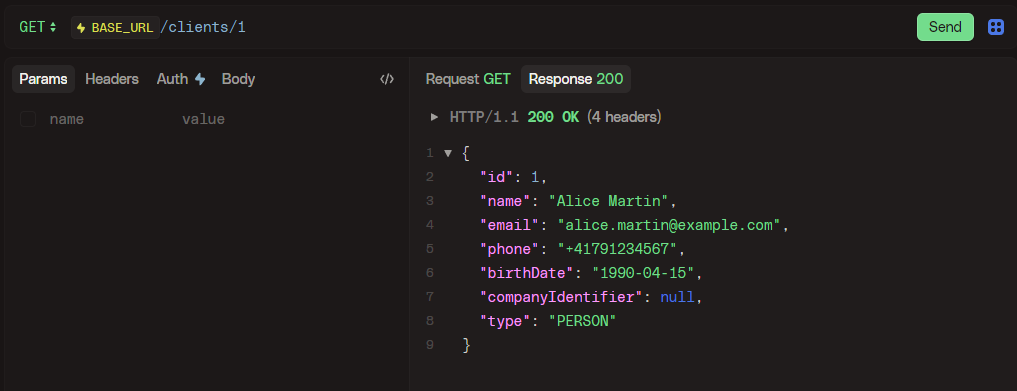 GET BASE_URL/clients/1 Send
Params Headers Auth Body </>
Request GET Response 200
name value
HTTP/1.1 200 OK (4 headers)
1 {
2 "id": 1,
3 "name": "Alice Martin",
4 "email": "alice.martin@example.com",
5 "phone": "+41791234567",
6 "birthDate": "1990-04-15",
7 "companyIdentifier": null,
8 "type": "PERSON"
9 }